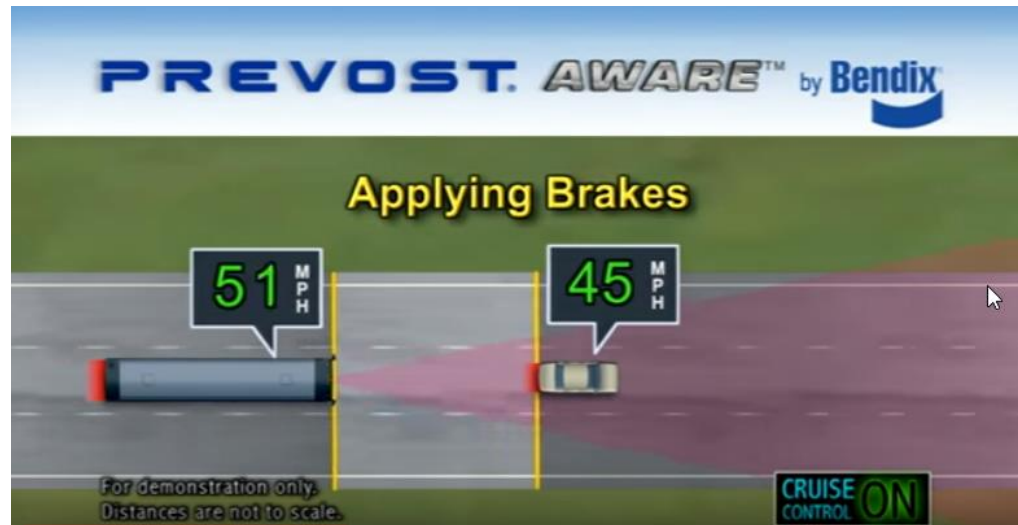 PREVOST. AWARE™ by Bendix
Applying Brakes
51 MPH
45 MPH
For demonstration only.
Distances are not to scale.
CRUISE CONTROL ON